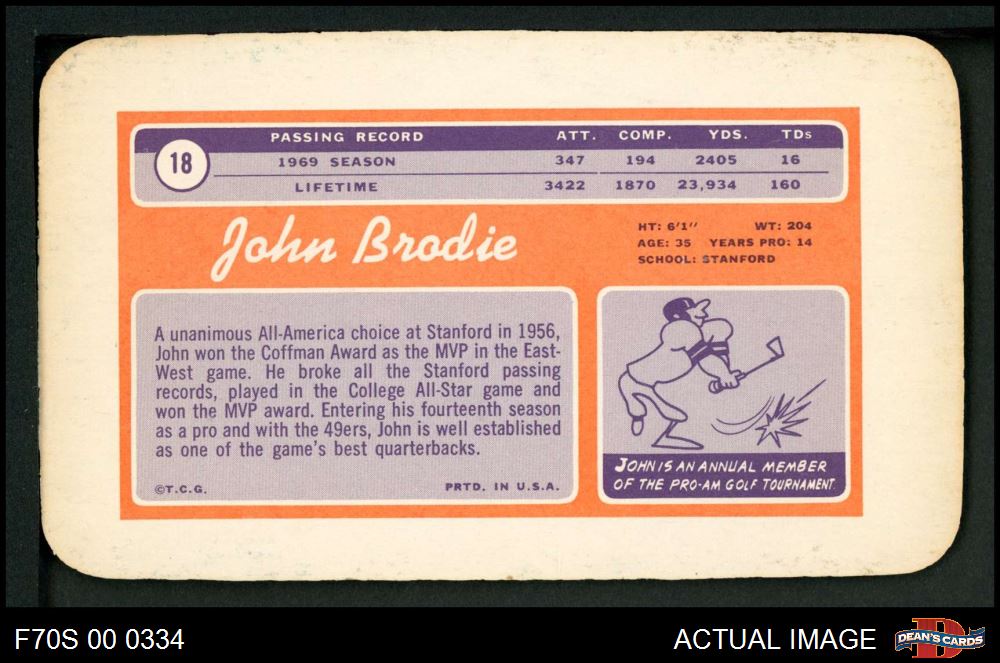 18
PASSING RECORD ATT. COMP. YDS. TDs
1969 SEASON 347 194 2405 16
LIFETIME 3422 1870 23,934 160
John Brodie
HT: 6'1" WT: 204
AGE: 35 YEARS PRO: 14
SCHOOL: STANFORD
A unanimous All-America choice at Stanford in 1956,
John won the Coffman Award as the MVP in the East-
West game. He broke all the Stanford passing
records, played in the College All-Star game and
won the MVP award. Entering his fourteenth season
as a pro and with the 49ers, John is well established
as one of the game's best quarterbacks.
©T.C.G. PRTD. IN U.S.A.
JOHN IS AN ANNUAL MEMBER
OF THE PRO-AM GOLF TOURNAMENT.
F70S 00 0334 ACTUAL IMAGE DEAN'S CARDS